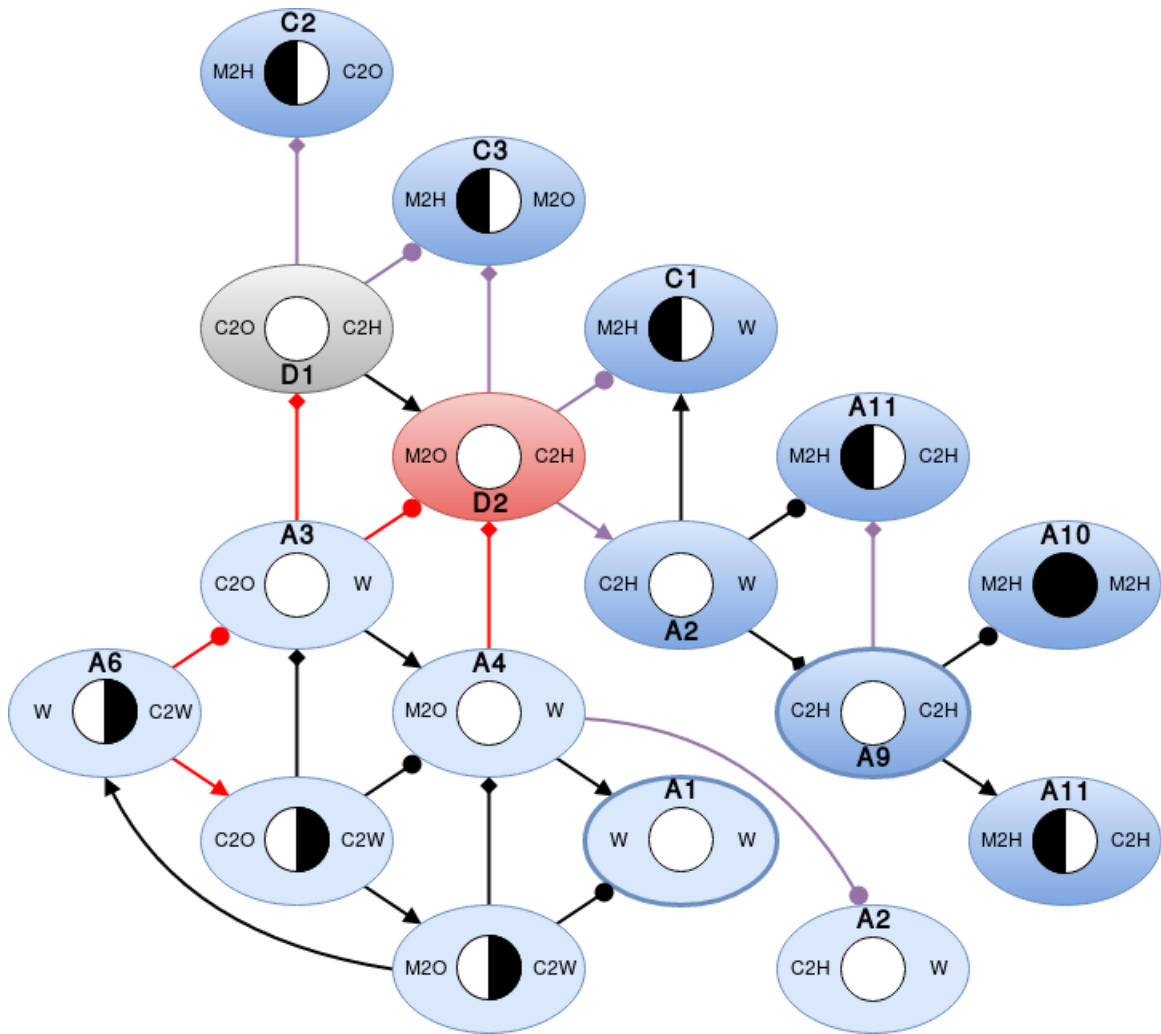 C2
M2H C2O
C3
M2H M2O
C1
M2H W
C2O C2H
D1
A11
M2H C2H
M2O C2H
D2
A3
C2O W
C2H W
A2
A10
M2H M2H
A6
W C2W
A4
M2O W
C2H C2H
A9
C2O C2W
A1
W W
A11
M2H C2H
M2O C2W
A2
C2H W